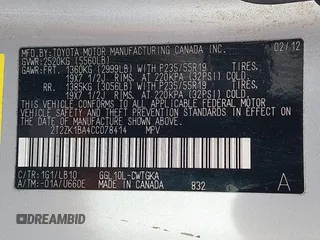 MFD. BY: TOYOTA MOTOR MANUFACTURING CANADA INC. 02/12
GVWR: 2520KG (5560LB)
GAWR: FRT. 1360KG (2999LB) WITH P235/55R19 TIRES,
19X7 1/2J RIMS, AT 220KPA (32PSI) COLD.
RR. 1385KG (3056LB) WITH P235/55R19 TIRES,
19X7 1/2J RIMS, AT 220KPA (32PSI) COLD.
THIS VEHICLE CONFORMS TO ALL APPLICABLE FEDERAL MOTOR
VEHICLE SAFETY AND THEFT PREVENTION STANDARDS IN
EFFECT ON THE DATE OF MANUFACTURE SHOWN ABOVE.
2T2ZK1BA4CC078414 MPV
C/TR: 1G1/LB10 GGL10L-CWTGKA
A/TM: -01A/U660E MADE IN CANADA 832 A
© DREAMBID